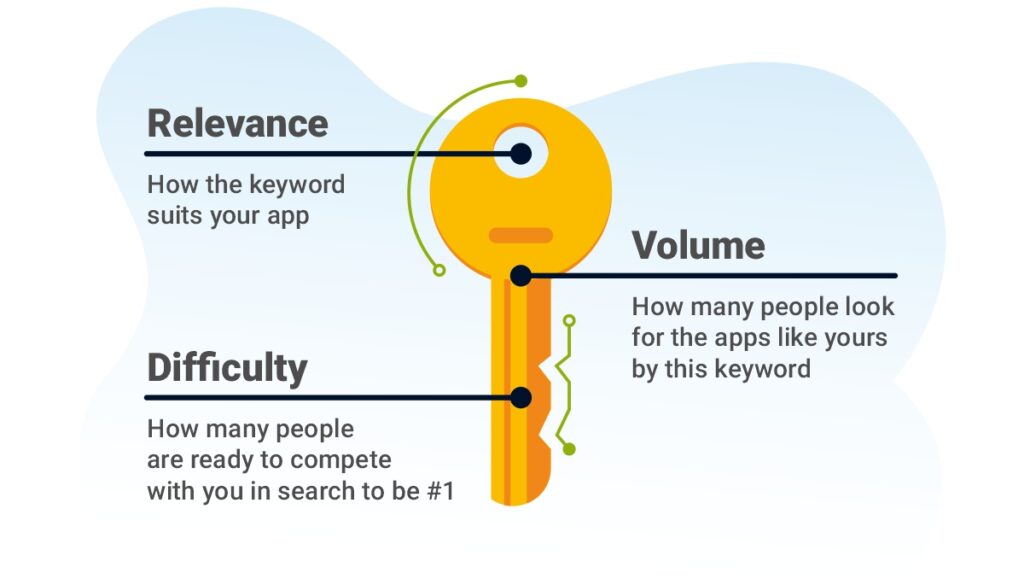 Relevance
How the keyword
suits your app
Volume
How many people look
for the apps like yours
by this keyword
Difficulty
How many people
are ready to compete
with you in search to be #1